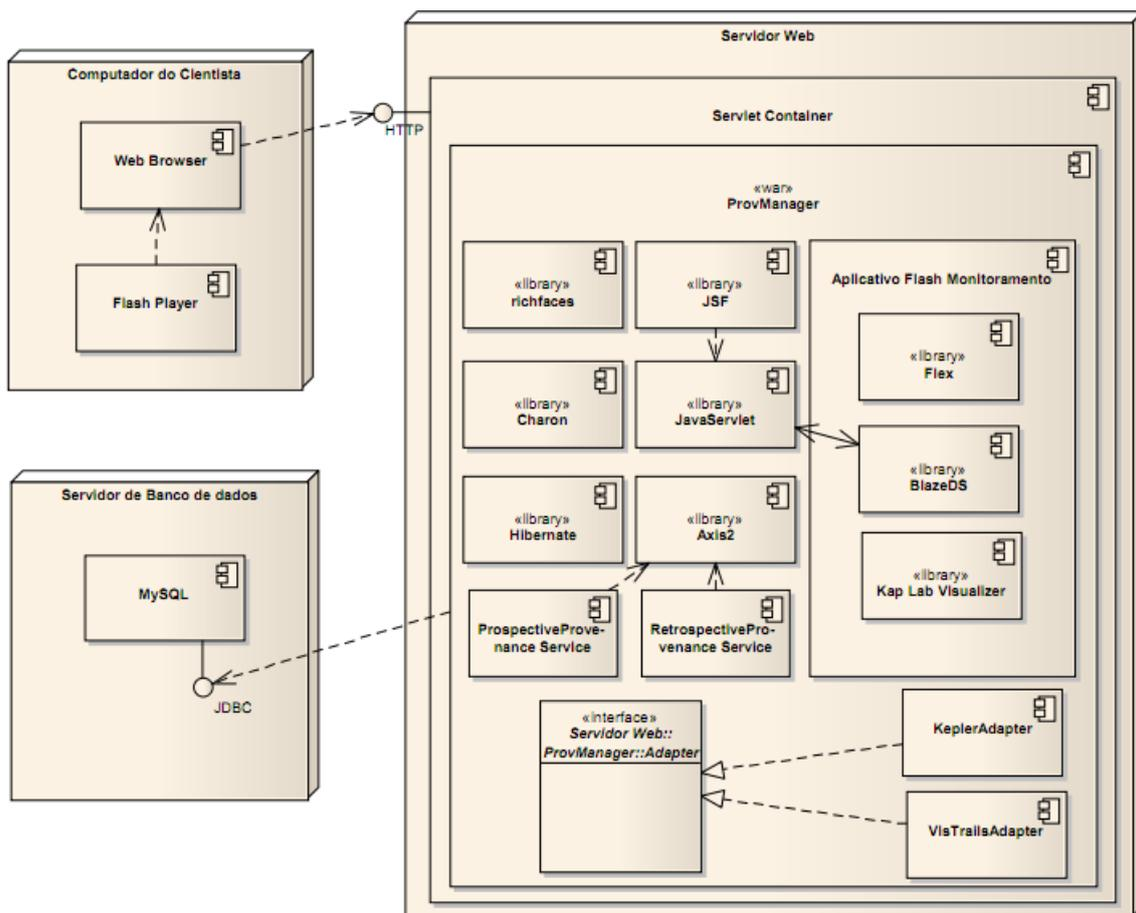 Computador do Cientista
Web Browser
Flash Player
HTTP
Servidor de Banco de dados
MySQL
JDBC
Servidor Web
Servlet Container
«war»
ProvManager
«library»
richfaces
«library»
JSF
Aplicativo Flash Monitoramento
«library»
Flex
«library»
Charon
«library»
JavaServlet
«library»
BlazeDS
«library»
Hibernate
«library»
Axis2
«library»
Kap Lab Visualizer
ProspectiveProve-
nance Service
RetrospectivePro-
venance Service
«interface»
Servidor Web::
ProvManager::Adapter
KeplerAdapter
VisTrailsAdapter